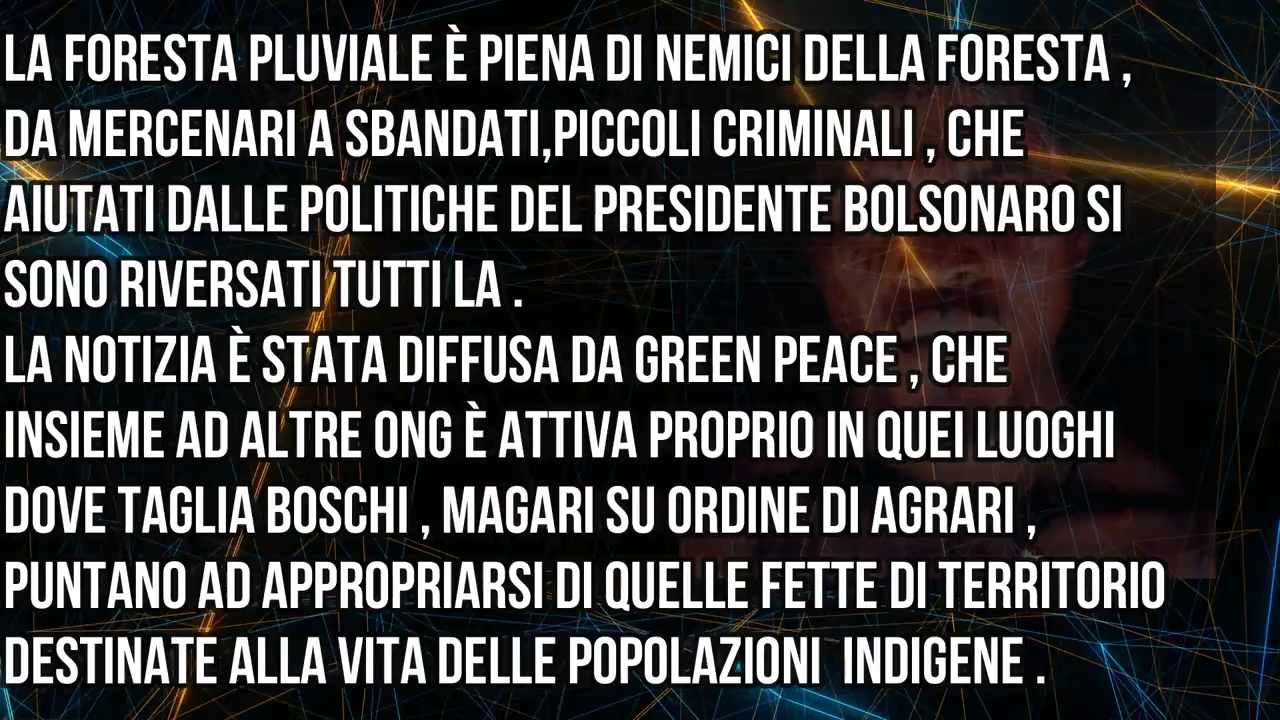 LA FORESTA PLUVIALE È PIENA DI NEMICI DELLA FORESTA ,
DA MERCENARI A SBANDATI,PICCOLI CRIMINALI , CHE
AIUTATI DALLE POLITICHE DEL PRESIDENTE BOLSONARO SI
SONO RIVERSATI TUTTI LA .
LA NOTIZIA È STATA DIFFUSA DA GREEN PEACE , CHE
INSIEME AD ALTRE ONG È ATTIVA PROPRIO IN QUEI LUOGHI
DOVE TAGLIA BOSCHI , MAGARI SU ORDINE DI AGRARI ,
PUNTANO AD APPROPRIARSI DI QUELLE FETTE DI TERRITORIO
DESTINATE ALLA VITA DELLE POPOLAZIONI  INDIGENE .